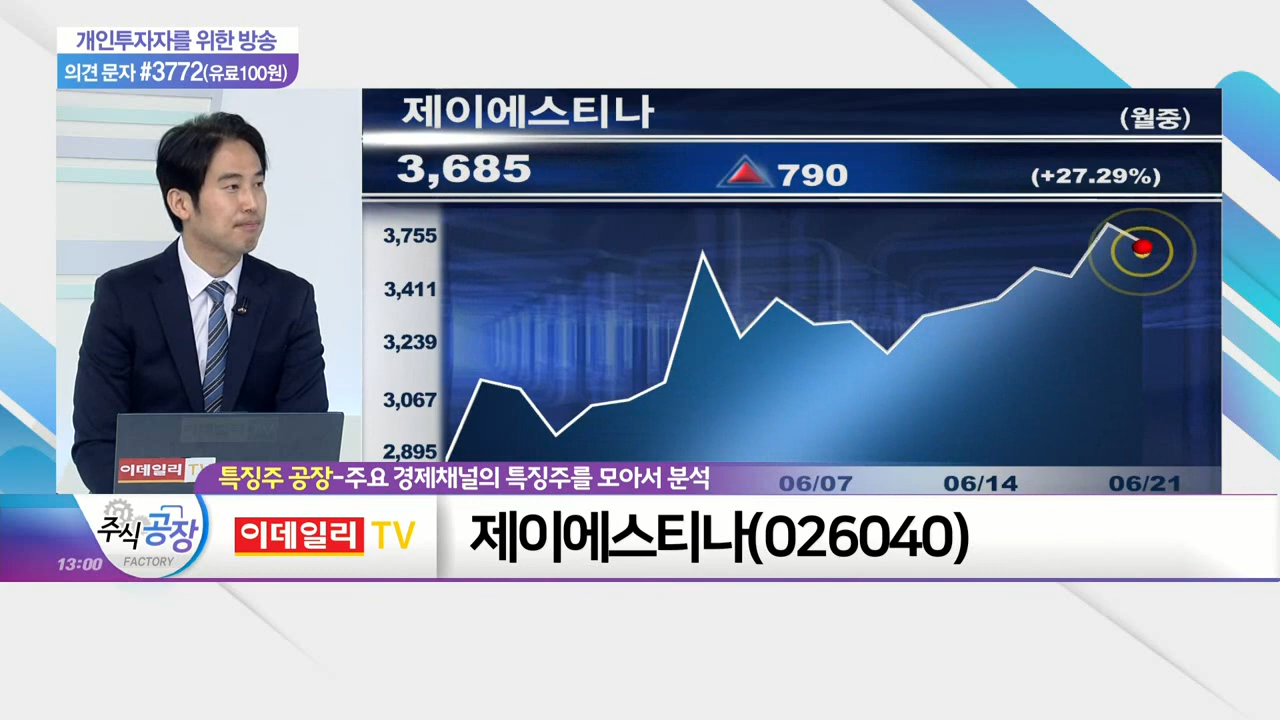 개인투자자를 위한 방송
의견 문자 #3772(유료100원)
제이에스티나
(월중)
3,685
790
(+27.29%)
3,755
3,411
3,239
3,067
2,895
06/07
06/14
06/21
이데일리 TV
특징주 공장-주요 경제채널의 특징주를 모아서 분석
주식공장
FACTORY
13:00
이데일리 TV
제이에스티나(026040)